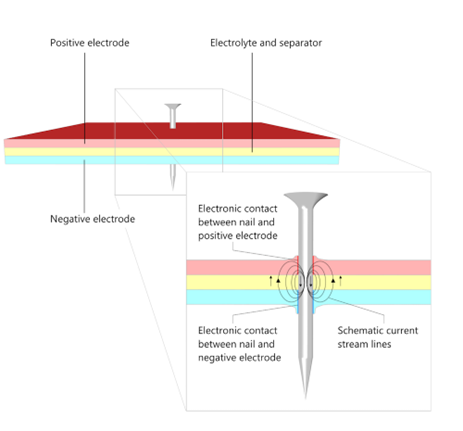 Positive electrode
Electrolyte and separator
Negative electrode
Electronic contact
between nail and
positive electrode
Electronic contact
between nail and
negative electrode
Schematic current
stream lines